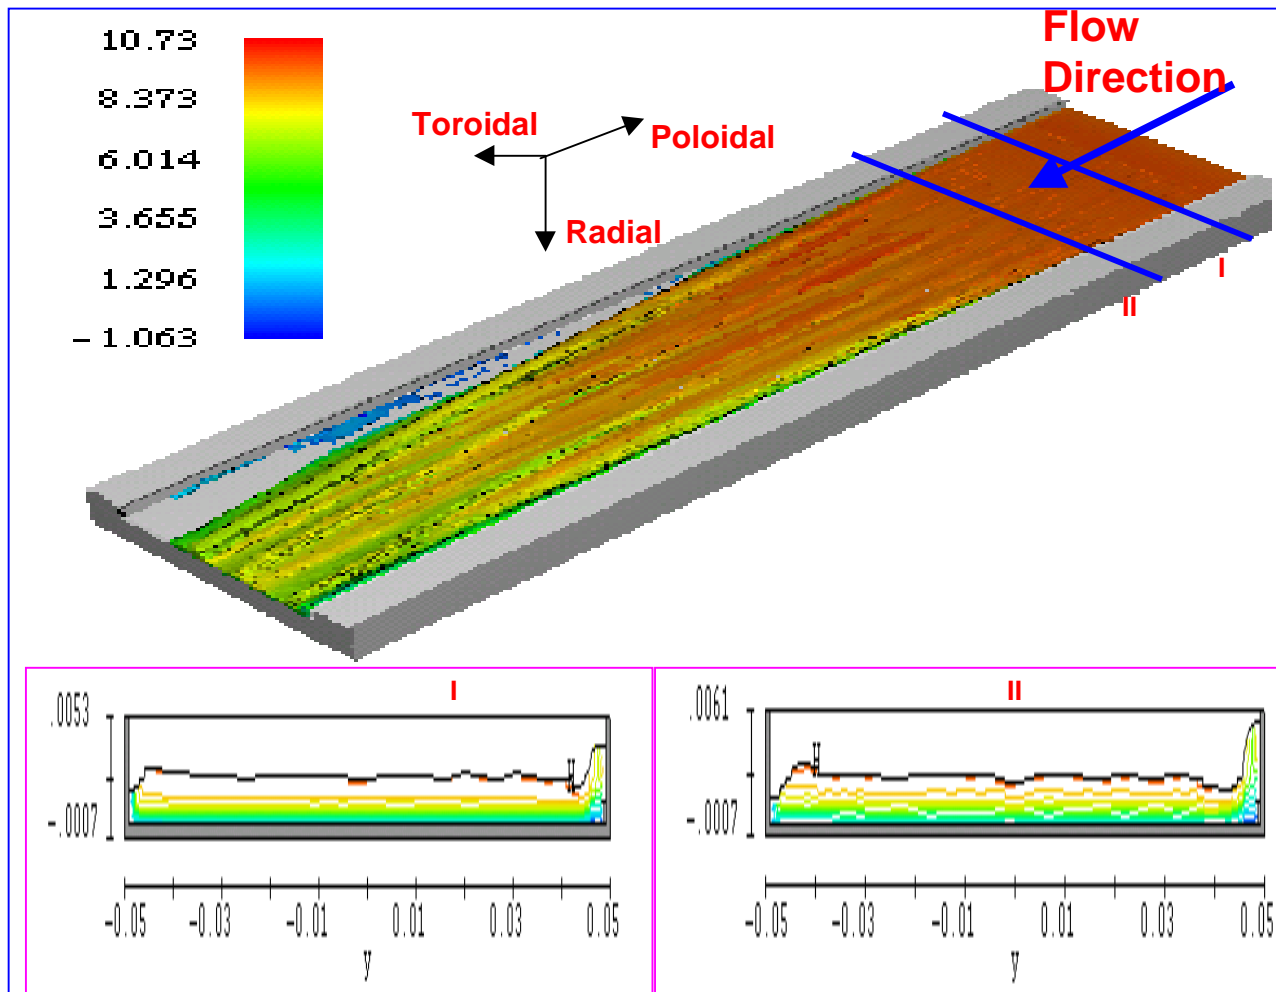 10.73
8.373
6.014
3.655
1.296
-1.063
Flow
Direction
Toroidal
Poloidal
Radial
I
II
I
.0053
-.0007
-0.05
-0.03
-0.01
0.01
0.03
0.05
y
II
.0061
-.0007
-0.05
-0.03
-0.01
0.01
0.03
0.05
y